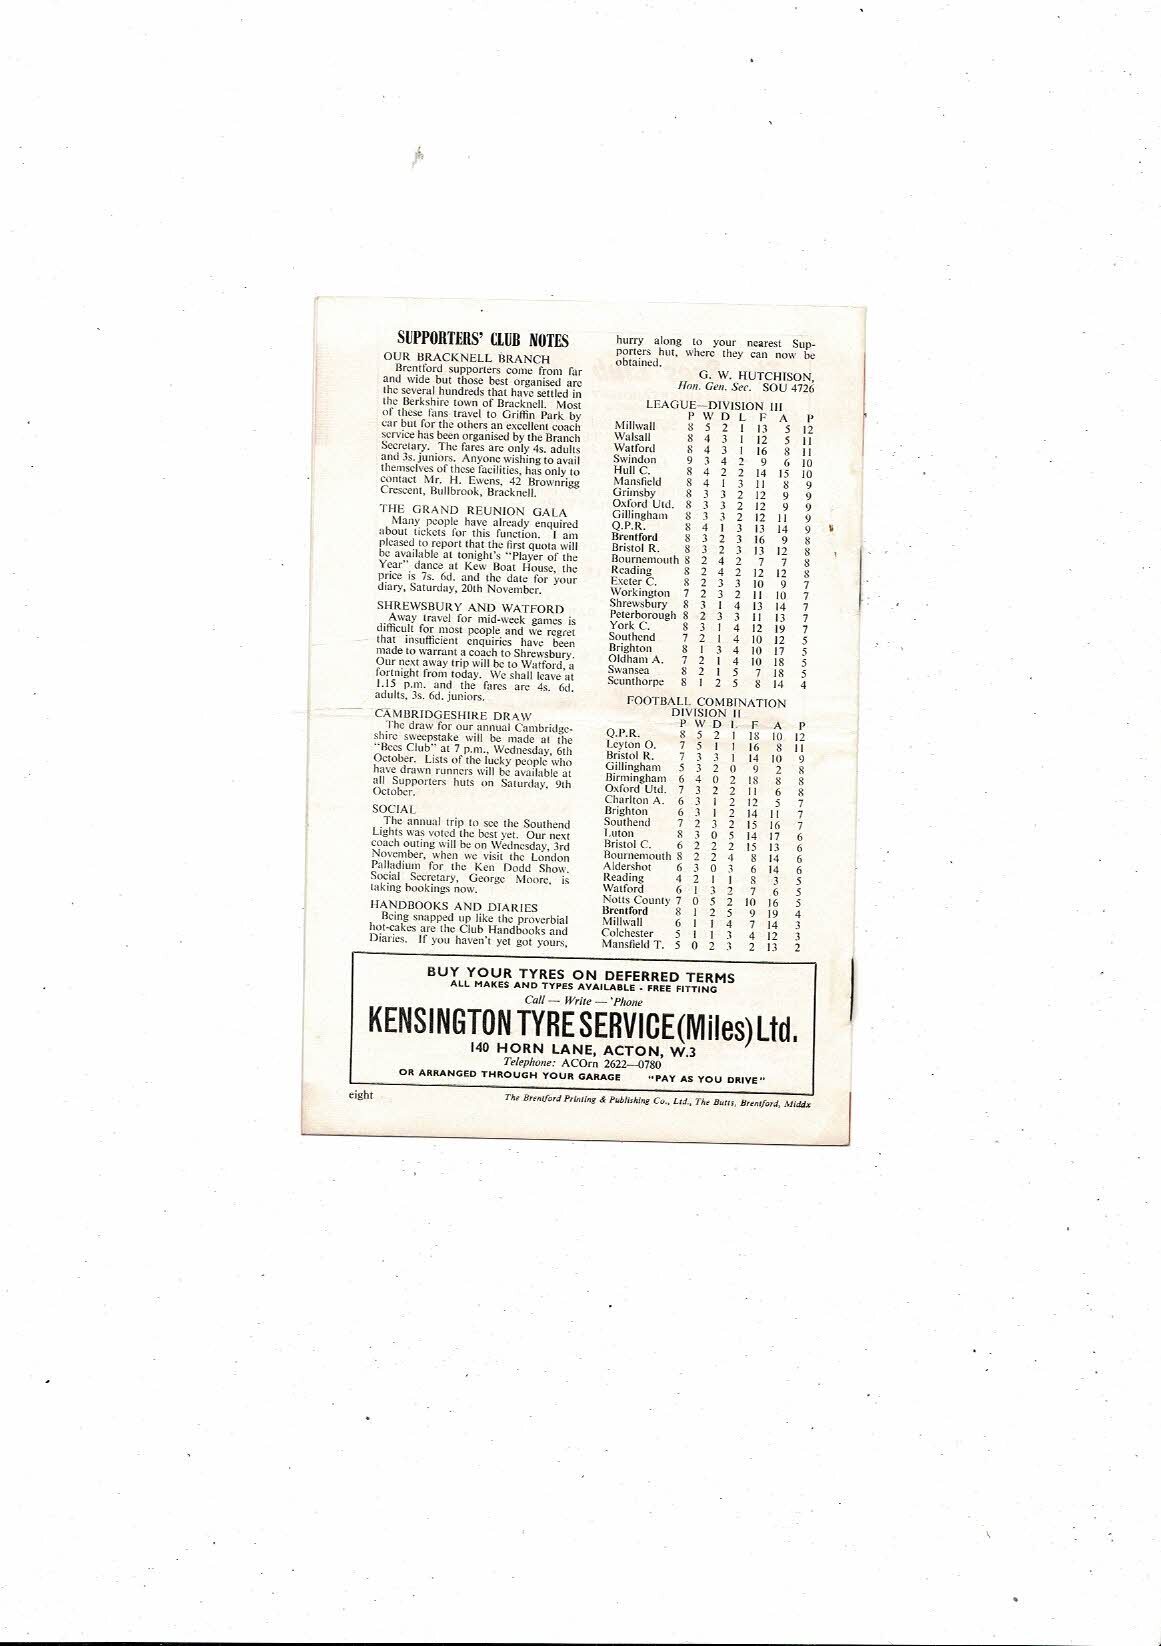 SUPPORTERS' CLUB NOTES
OUR BRACKNELL BRANCH
Brentford supporters come from far
and wide but those best organised are
the several hundreds that have settled in
the Berkshire town of Bracknell. Most
of these fans travel to Griffin Park by
car but for the others an excellent coach
service has been organised by the Branch
Secretary. The fares are only 4s. adults
and 3s. juniors. Anyone wishing to avail
themselves of these facilities, has only to
contact Mr. H. Ewens, 42 Brownrigg
Crescent, Bullbrook, Bracknell.
THE GRAND REUNION GALA
Many people have already enquired
about tickets for this function. I am
pleased to report that the first quota will
be available at tonight's "Player of the
Year" dance at Kew Boat House, the
price is 7s. 6d. and the date for your
diary, Saturday, 20th November.
SHREWSBURY AND WATFORD
Away travel for mid-week games is
difficult for most people and we regret
that insufficient enquiries have been
made to warrant a coach to Shrewsbury.
Our next away trip will be to Watford, a
fortnight from today. We shall leave at
1.15 p.m. and the fares are 4s. 6d.
adults, 3s. 6d. juniors.
CAMBRIDGESHIRE DRAW
The draw for our annual Cambridge-
shire sweepstake will be made at the
"Bees Club" at 7 p.m., Wednesday, 6th
October. Lists of the lucky people who
have drawn runners will be available at
all Supporters huts on Saturday, 9th
October.
SOCIAL
The annual trip to see the Southend
Lights was voted the best yet. Our next
coach outing will be on Wednesday, 3rd
November, when we visit the London
Palladium for the Ken Dodd Show.
Social Secretary, George Moore, is
taking bookings now.
HANDBOOKS AND DIARIES
Being snapped up like the proverbial
hot-cakes are the Club Handbooks and
Diaries. If you haven't yet got yours,
hurry along to your nearest Sup-
porters hut, where they can now be
obtained.
G. W. HUTCHISON,
Hon. Gen. Sec. SOU 4726
LEAGUE—DIVISION III
P W D L F A P
Millwall 8 5 2 1 13 5 12
Walsall 8 4 3 1 12 5 11
Watford 8 4 3 1 16 8 11
Swindon 9 3 4 2 9 6 10
Hull C. 8 4 2 2 14 15 10
Mansfield 8 4 1 3 11 8 9
Grimsby 8 3 3 2 12 9 9
Oxford Utd. 8 3 3 2 12 9 9
Gillingham 8 3 3 2 12 11 9
Q.P.R. 8 4 1 3 13 14 9
Brentford 8 3 2 3 16 9 8
Bristol R. 8 3 2 3 13 12 8
Bournemouth 8 2 4 2 7 7 8
Reading 8 2 4 2 12 12 8
Exeter C. 8 2 3 3 10 9 7
Workington 7 2 3 2 11 10 7
Shrewsbury 8 3 1 4 13 14 7
Peterborough 8 2 3 3 11 13 7
York C. 8 3 1 4 12 19 7
Southend 7 2 1 4 10 12 5
Brighton 8 1 3 4 10 17 5
Oldham A. 7 2 1 4 10 18 5
Swansea 8 2 1 5 7 18 5
Scunthorpe 8 1 2 5 8 14 4
FOOTBALL COMBINATION
DIVISION II
P W D L F A P
Q.P.R. 8 5 2 1 18 10 12
Leyton O. 7 5 1 1 16 8 11
Bristol R. 7 3 3 1 14 10 9
Gillingham 5 3 2 0 9 2 8
Birmingham 6 4 0 2 18 8 8
Oxford Utd. 7 3 2 2 11 6 8
Charlton A. 6 3 1 2 12 5 7
Brighton 6 3 1 2 14 11 7
Southend 7 2 3 2 15 16 7
Luton 8 3 0 5 14 17 6
Bristol C. 6 2 2 2 15 13 6
Bournemouth 8 2 2 4 8 14 6
Aldershot 6 3 0 3 6 14 6
Reading 4 2 1 1 8 3 5
Watford 6 1 3 2 7 6 5
Notts County 7 0 5 2 10 16 5
Brentford 8 1 2 5 9 19 4
Millwall 6 1 1 4 7 14 3
Colchester 5 1 1 3 4 12 3
Mansfield T. 5 0 2 3 2 13 2
BUY YOUR TYRES ON DEFERRED TERMS
ALL MAKES AND TYPES AVAILABLE - FREE FITTING
Call — Write — 'Phone
KENSINGTON TYRE SERVICE (Miles) Ltd.
140 HORN LANE, ACTON, W.3
Telephone: ACOrn 2622—0780
OR ARRANGED THROUGH YOUR GARAGE "PAY AS YOU DRIVE"
eight
The Brentford Printing & Publishing Co., Ltd., The Butts, Brentford, Middx